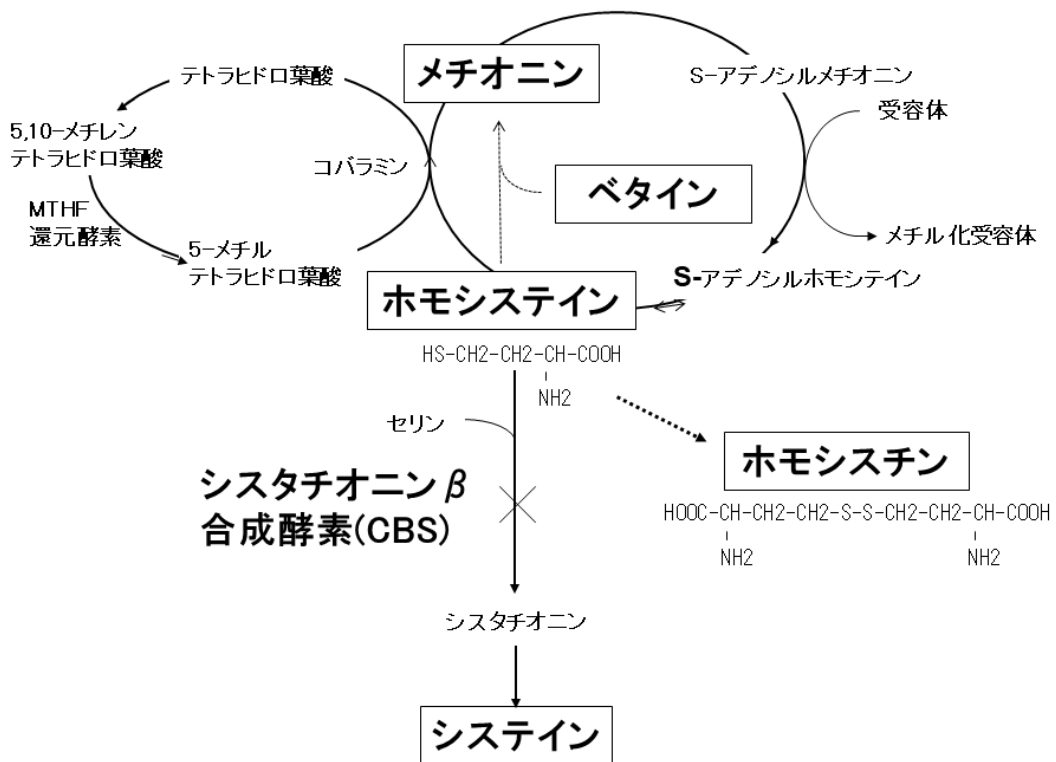 メチオニン
テトラヒドロ葉酸
S-アデノシルメチオニン
受容体
5,10-メチレン
テトラヒドロ葉酸
コバラミン
ベタイン
MTHF
還元酵素
5-メチル
テトラヒドロ葉酸
メチル化受容体
S-アデノシルホモシテイン
ホモシステイン
HS-CH2-CH2-CH-COOH
NH2
セリン
ホモシスチン
シスタチオニンβ
合成酵素(CBS)
HOOC-CH-CH2-CH2-S-S-CH2-CH2-CH-COOH
NH2 NH2
シスタチオニン
システイン